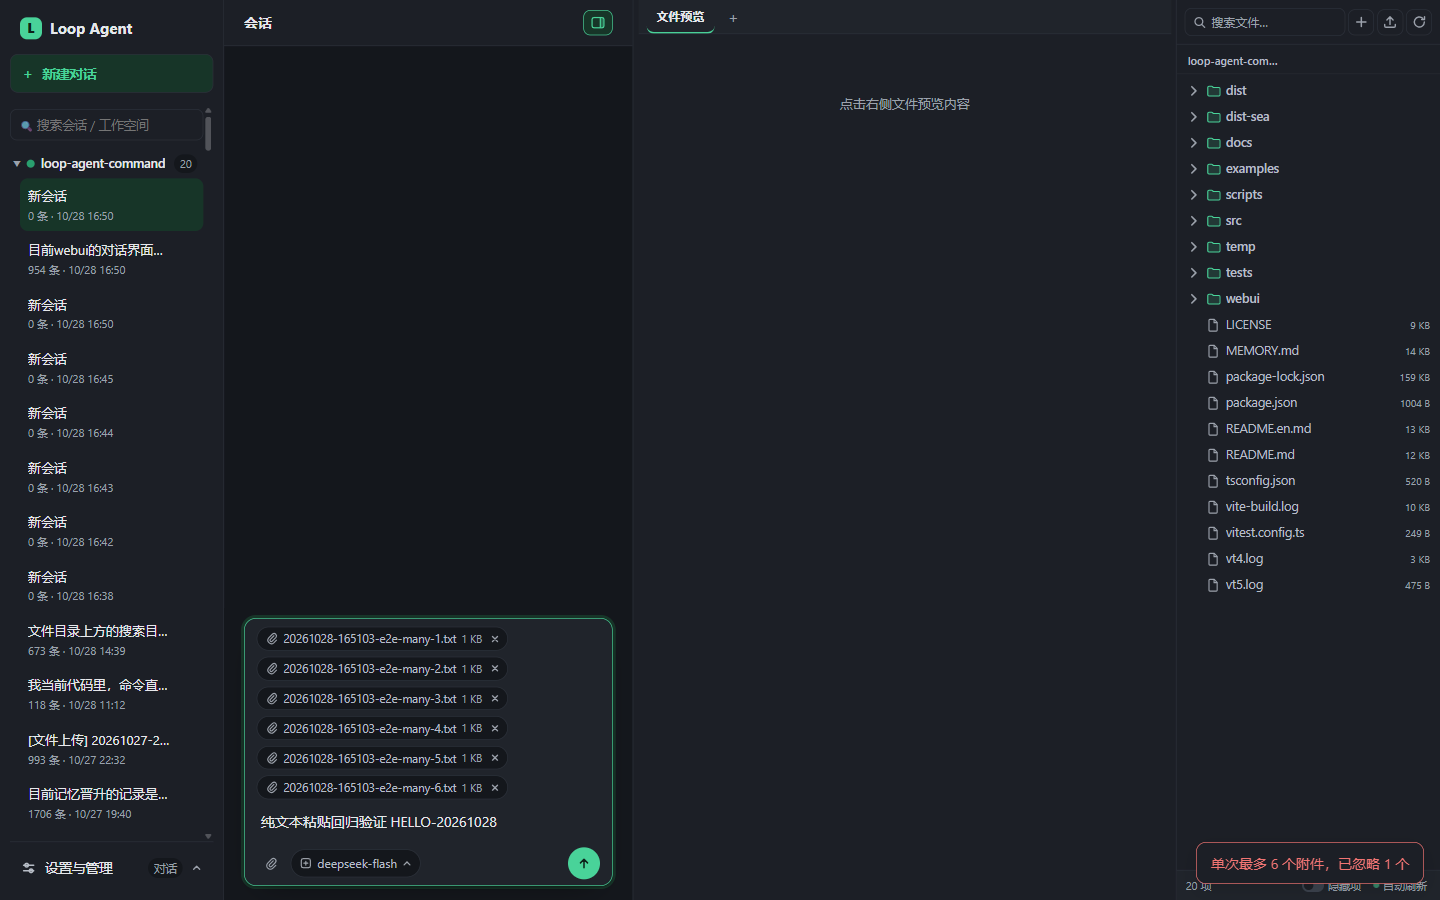 L Loop Agent
+ 新建对话
搜索会话 / 工作空间
loop-agent-command 20
新会话
0 条 · 10/28 16:50
目前webui的对话界面...
954 条 · 10/28 16:50
新会话
0 条 · 10/28 16:50
新会话
0 条 · 10/28 16:45
新会话
0 条 · 10/28 16:44
新会话
0 条 · 10/28 16:43
新会话
0 条 · 10/28 16:42
新会话
0 条 · 10/28 16:38
文件目录上方的搜索目...
673 条 · 10/28 14:39
我当前代码里，命令直...
118 条 · 10/28 11:12
[文件上传] 20261027-2...
993 条 · 10/27 22:32
目前记忆晋升的记录是...
1706 条 · 10/27 19:40
设置与管理 对话
会话
20261028-165103-e2e-many-1.txt 1 KB ×
20261028-165103-e2e-many-2.txt 1 KB ×
20261028-165103-e2e-many-3.txt 1 KB ×
20261028-165103-e2e-many-4.txt 1 KB ×
20261028-165103-e2e-many-5.txt 1 KB ×
20261028-165103-e2e-many-6.txt 1 KB ×
纯文本粘贴回归验证 HELLO-20261028
deepseek-flash
文件预览 +
点击右侧文件预览内容
搜索文件...
loop-agent-com...
dist
dist-sea
docs
examples
scripts
src
temp
tests
webui
LICENSE 9 KB
MEMORY.md 14 KB
package-lock.json 159 KB
package.json 1004 B
README.en.md 13 KB
README.md 12 KB
tsconfig.json 520 B
vite-build.log 10 KB
vitest.config.ts 249 B
vt4.log 3 KB
vt5.log 475 B
单次最多 6 个附件，已忽略 1 个
20 项 隐藏项 自动刷新